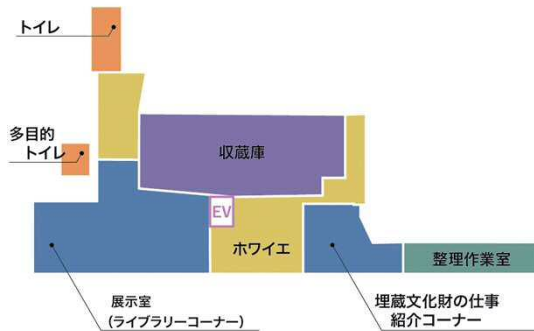 トイレ
多目的
トイレ
収蔵庫
EV
ホワイエ
整理作業室
展示室
(ライブラリーコーナー)
埋蔵文化財の仕事
紹介コーナー